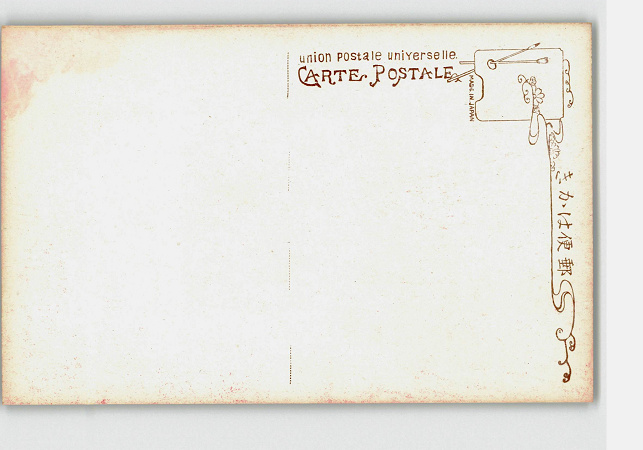 union postale universelle.
CARTE POSTALE
MADE IN JAPAN
きかは便郵